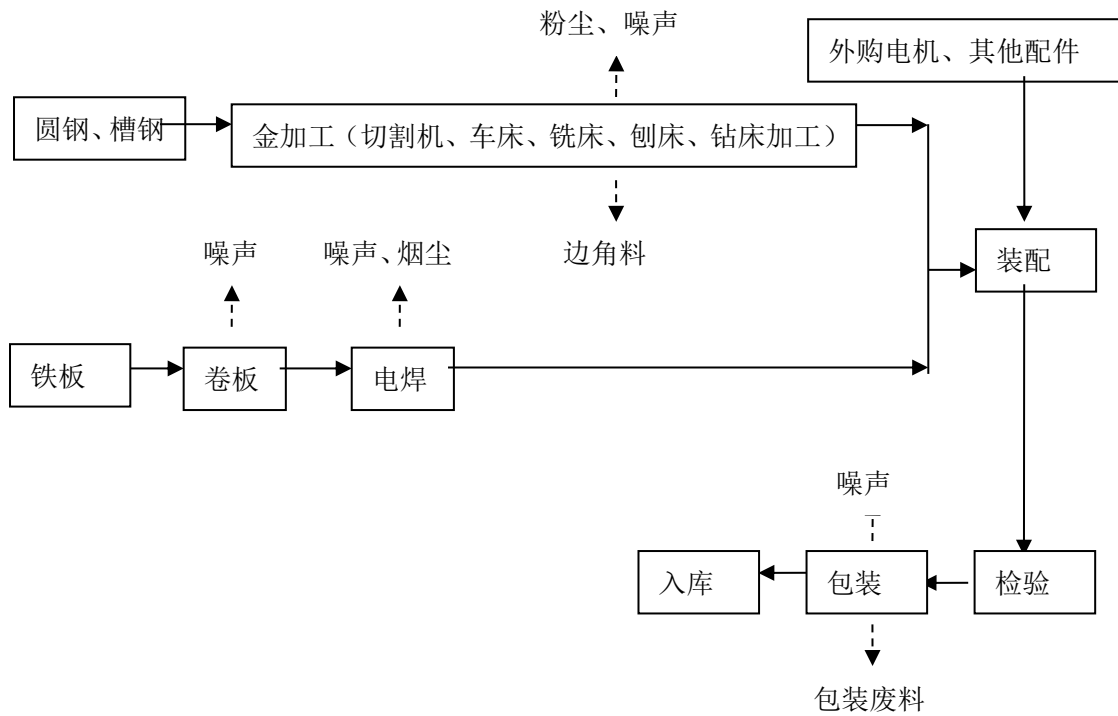 粉尘、噪声
外购电机、其他配件
圆钢、槽钢
金加工（切割机、车床、铣床、刨床、钻床加工）
噪声
噪声、烟尘
边角料
装配
铁板
卷板
电焊
噪声
入库
包装
检验
包装废料